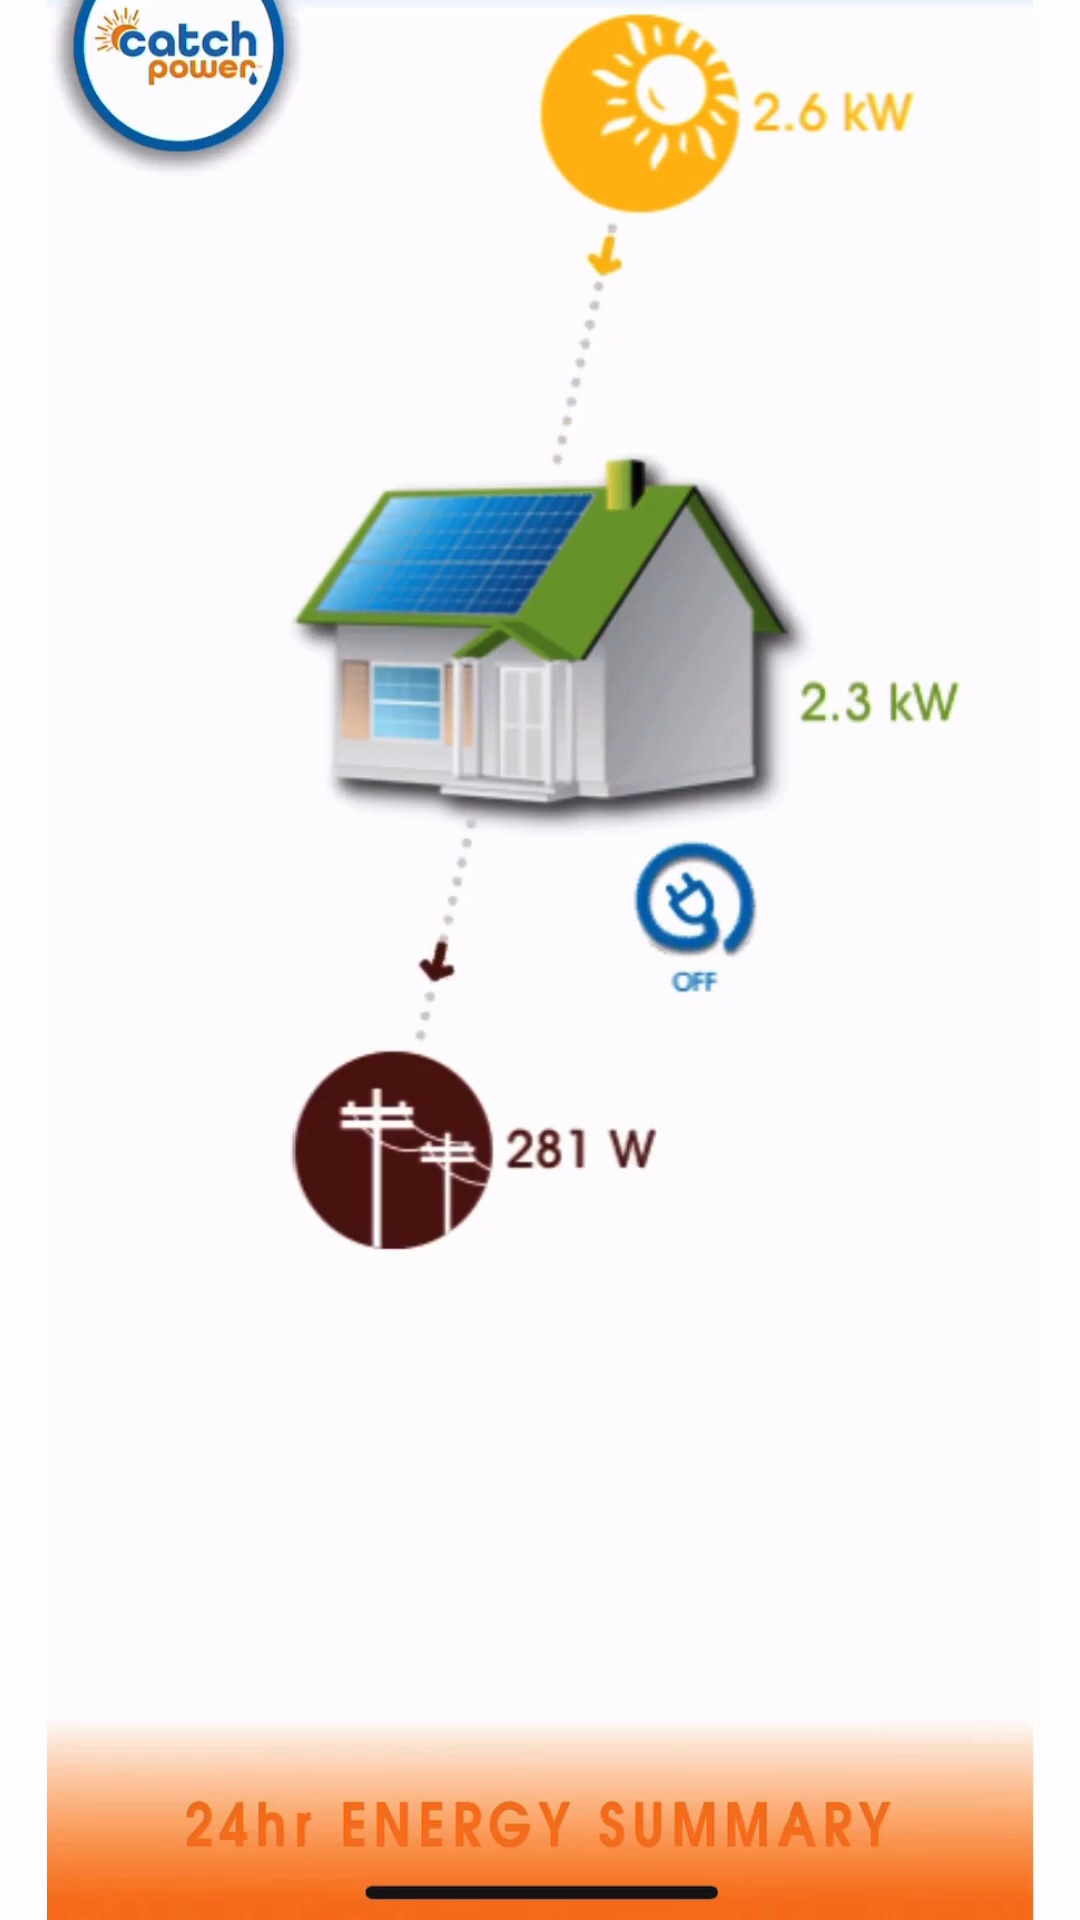 catch
power
2.6 kW
2.3 kW
OFF
281 W
24hr ENERGY SUMMARY